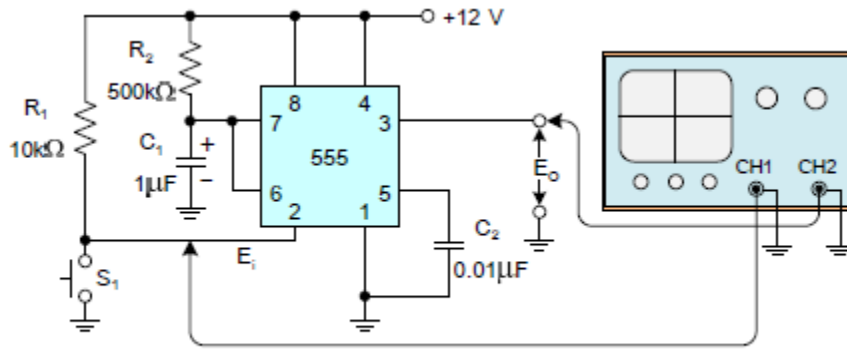 +12 V
R2
500kΩ
R1
10kΩ
C1
+
−
1μF
8
4
7
3
555
6
5
2
1
Ei
S1
C2
0.01μF
EO
CH1
CH2